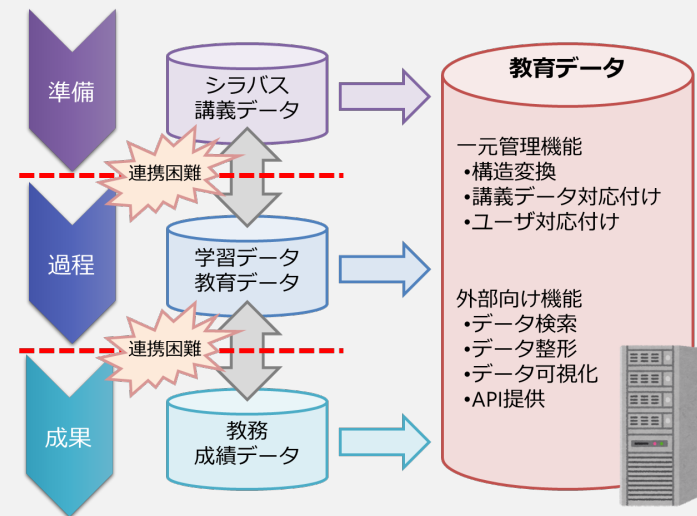 準備
シラバス
講義データ
連携困難
過程
学習データ
教育データ
連携困難
成果
教務
成績データ
教育データ
一元管理機能
•構造変換
•講義データ対応付け
•ユーザ対応付け
外部向け機能
•データ検索
•データ整形
•データ可視化
•API提供